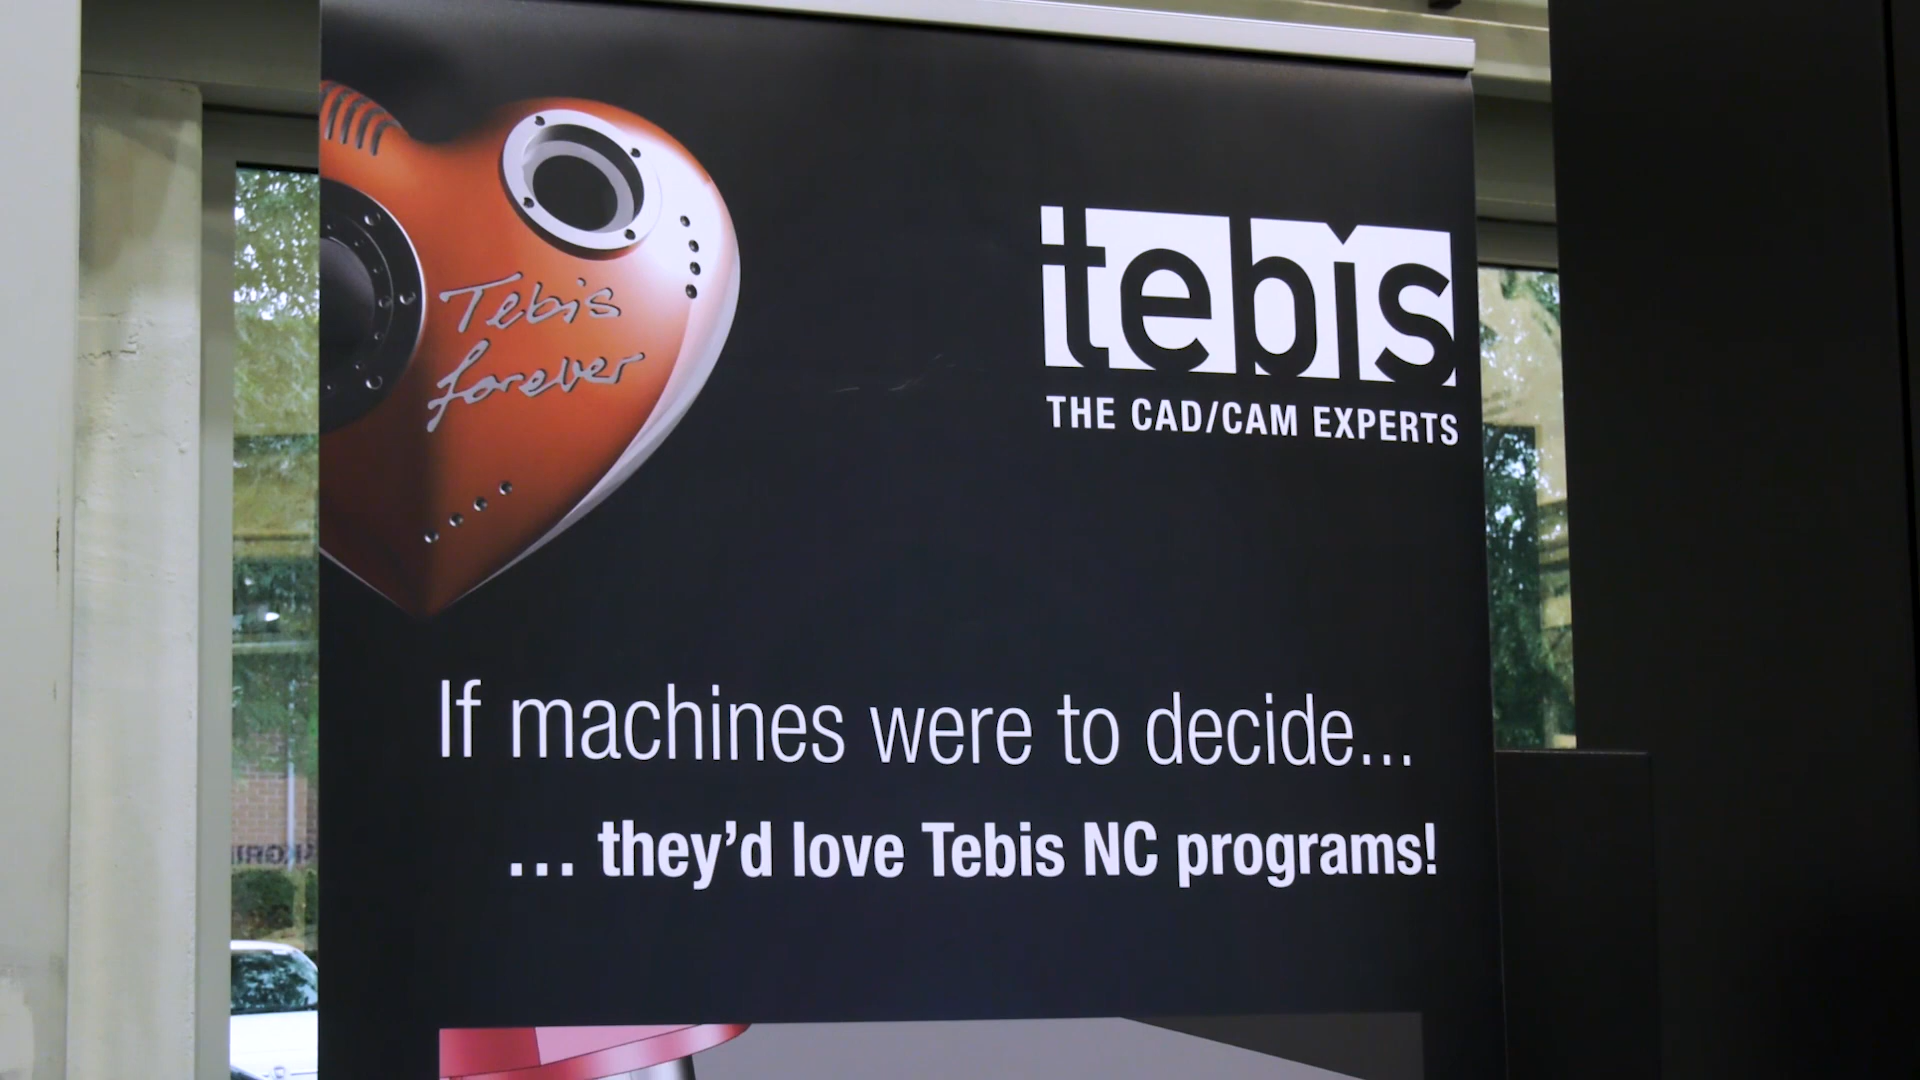 Tebis
forever
tebis
THE CAD/CAM EXPERTS
If machines were to decide...
... they'd love Tebis NC programs!